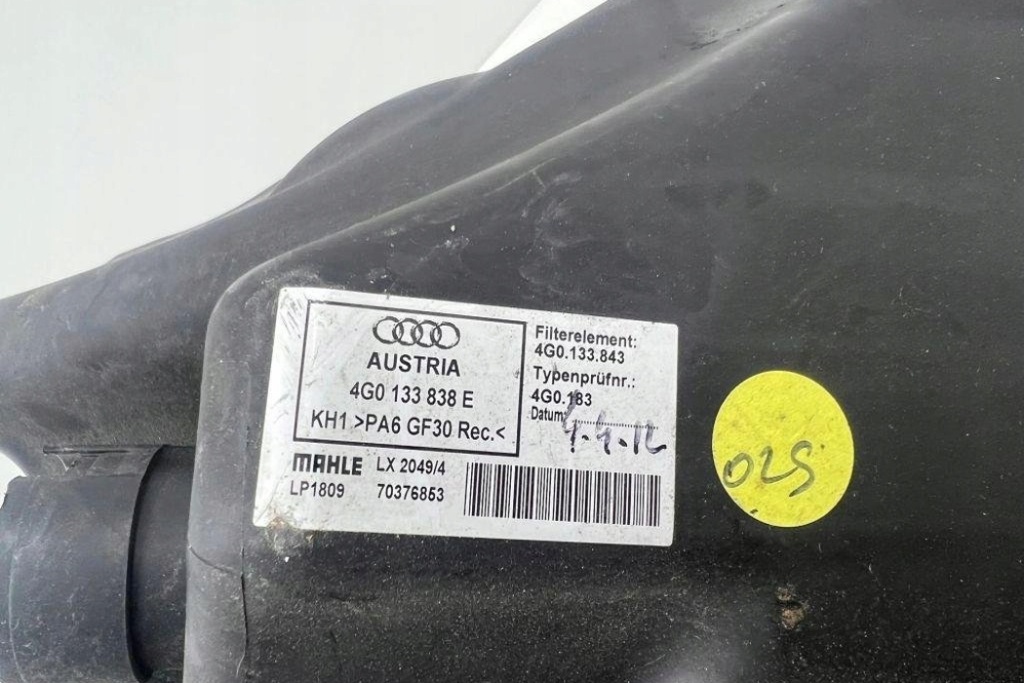 AUSTRIA
4G0 133 838 E
KH1 >PA6 GF30 Rec.<
Filterelement:
4G0.133.843
Typenprüfnr.:
4G0.183
Datum:
4.4.12
MAHLE LX 2049/4
LP1809 70376853
025